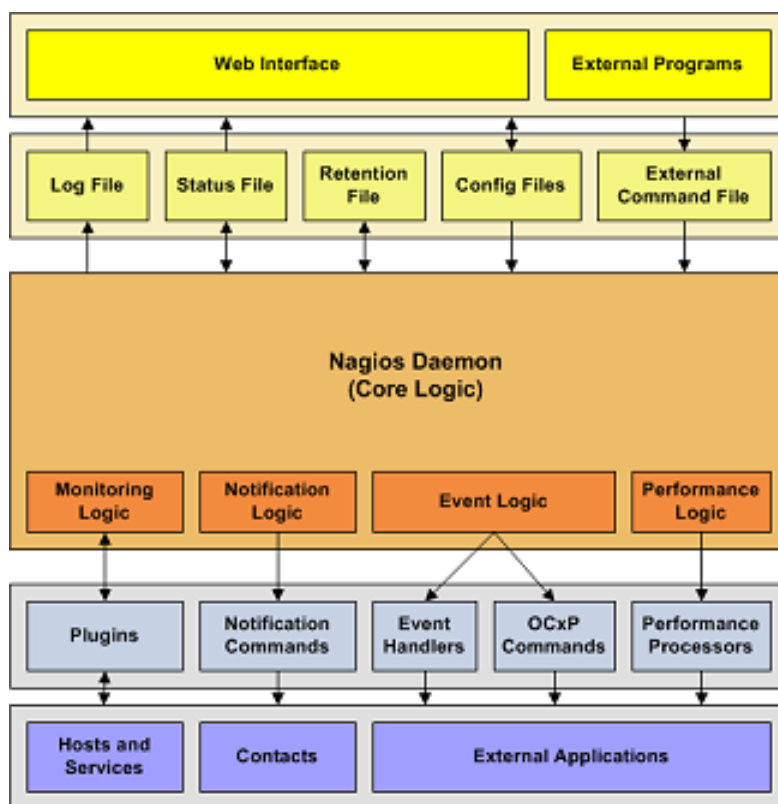 Web Interface
External Programs
Log File
Status File
Retention
File
Config Files
External
Command File
Nagios Daemon
(Core Logic)
Monitoring
Logic
Notification
Logic
Event Logic
Performance
Logic
Plugins
Notification
Commands
Event
Handlers
OCxP
Commands
Performance
Processors
Hosts and
Services
Contacts
External Applications